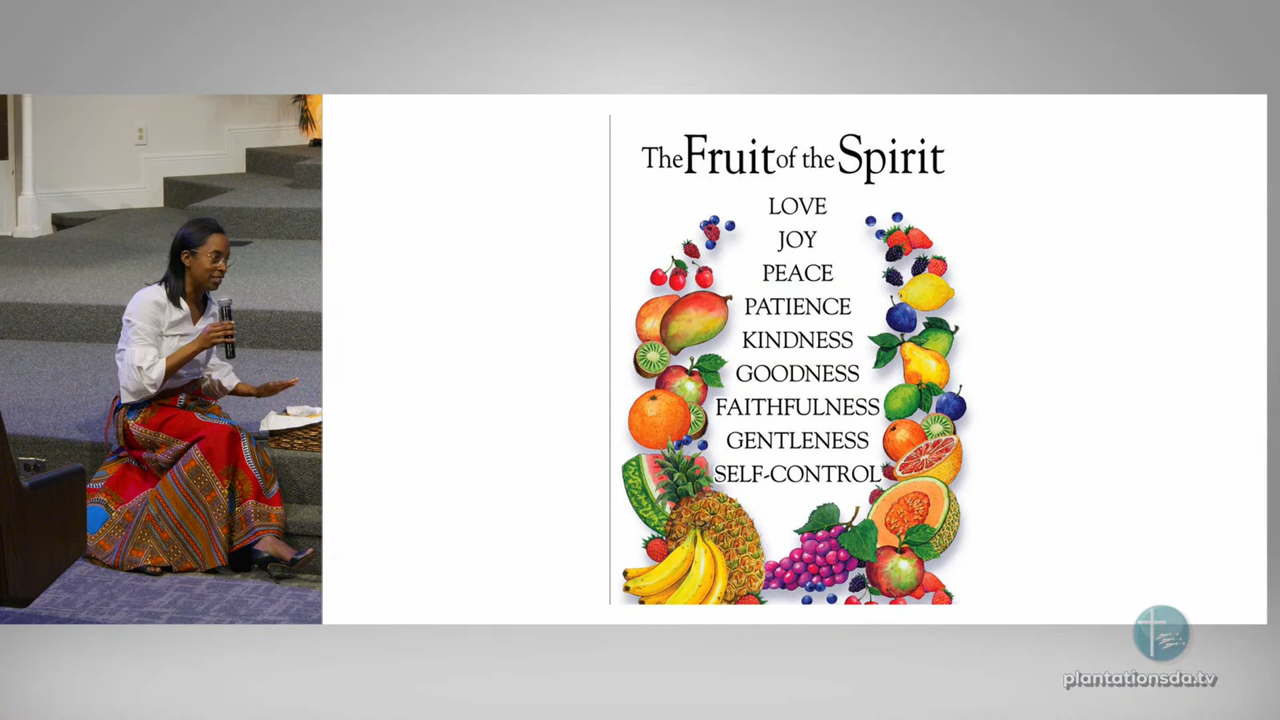 The Fruit of the Spirit
LOVE
JOY
PEACE
PATIENCE
KINDNESS
GOODNESS
FAITHFULNESS
GENTLENESS
SELF-CONTROL
plantationsda.tv